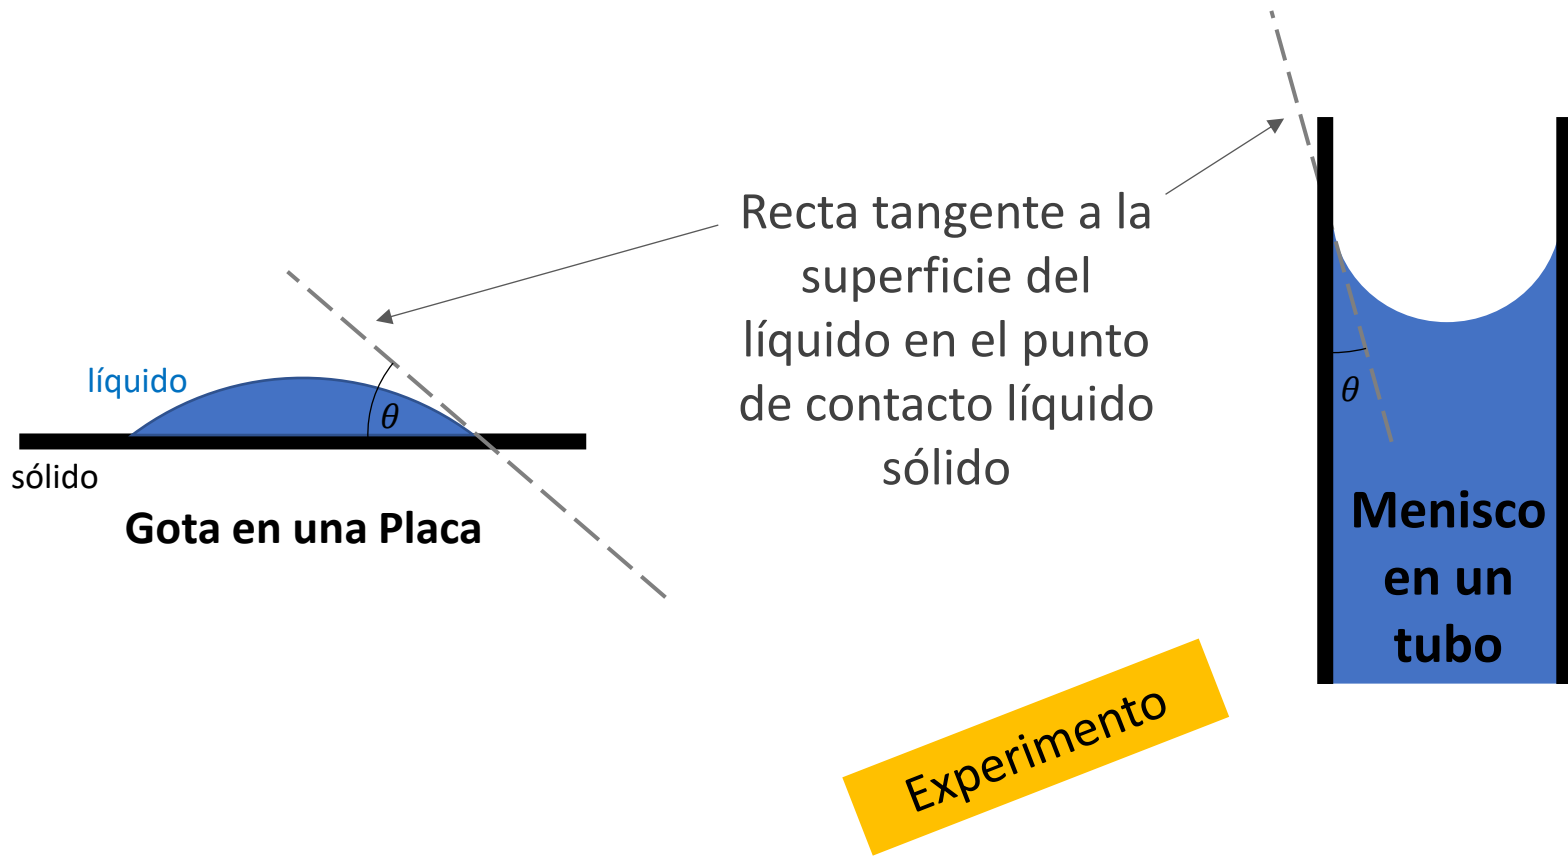 líquido
θ
sólido
Gota en una Placa
Recta tangente a la
superficie del
líquido en el punto
de contacto líquido
sólido
θ
Menisco
en un
tubo
Experimento